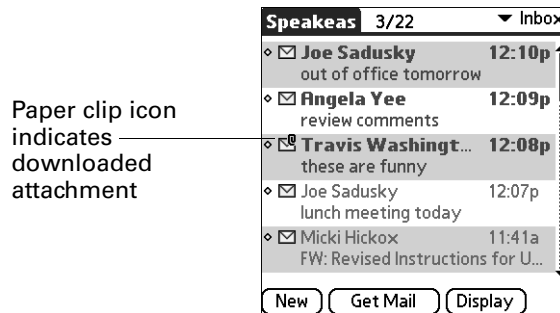 Speakeas 3/22 Inbox
Joe Sadusky 12:10p
out of office tomorrow
Angela Yee 12:09p
review comments
Travis Washingt... 12:08p
these are funny
Joe Sadusky 12:07p
lunch meeting today
Micki Hickox 11:41a
FW: Revised Instructions for U...
New Get Mail Display
Paper clip icon
indicates
downloaded
attachment